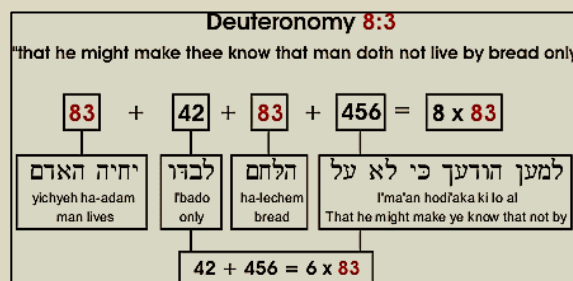 Deuteronomy 8:3
"that he might make thee know that man doth not live by bread only
83 + 42 + 83 + 456 = 8 x 83
יחיה האדם לבדו הלחם למען הודעך כי לא על
yichyeh ha-adam l'bado ha-lechem l'ma'an hodi'aka ki lo al
man lives only bread That he might make ye know that not by
42 + 456 = 6 x 83